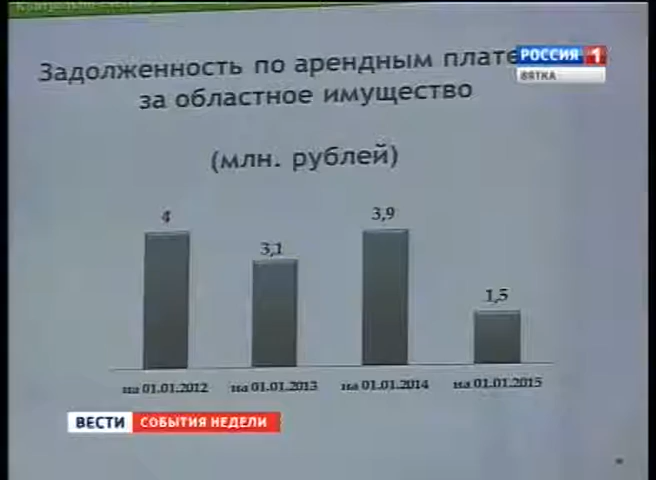 Задолженность по арендным
за областное имущество
(млн. рублей)
РОССИЯ 1
ВЯТКА
4
3,1
3,9
1,5
на 01.01.2012
на 01.01.2013
на 01.01.2014
на 01.01.2015
ВЕСТИ СОБЫТИЯ НЕДЕЛИ